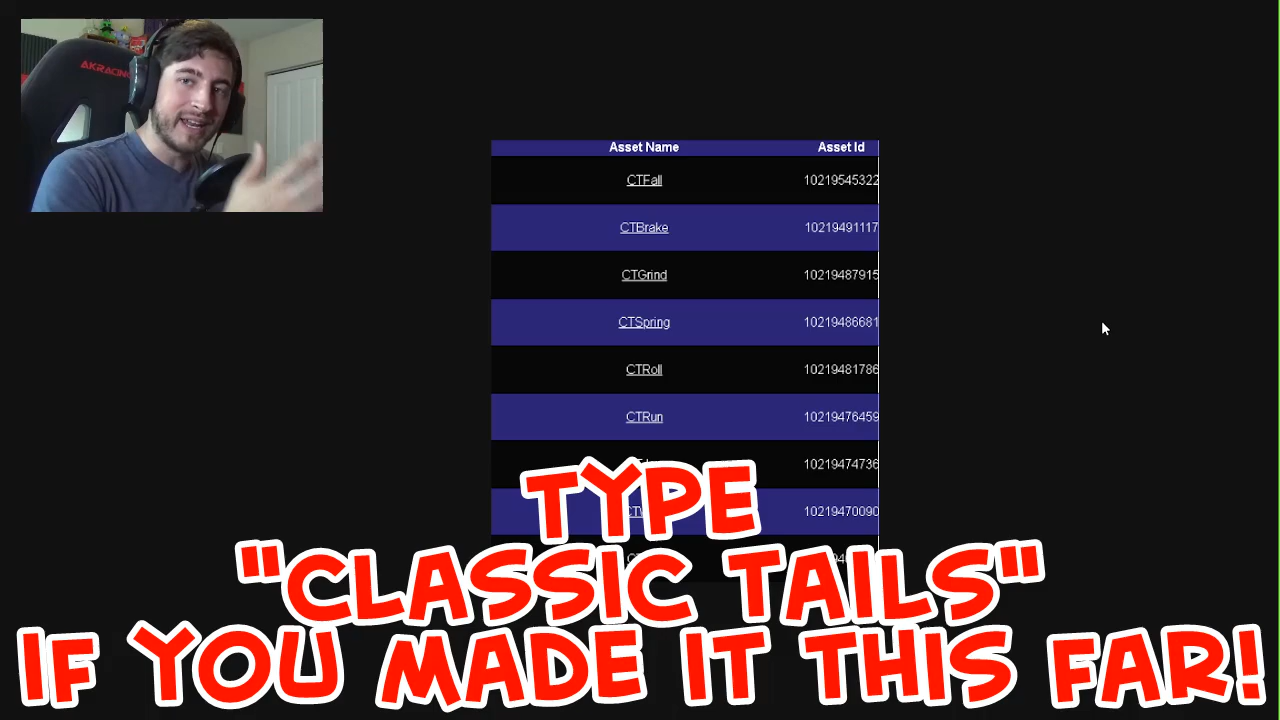 AKRACING
Asset Name Asset Id
CTFall 10219545322
CTBrake 10219491117
CTGrind 10219487915
CTSpring 10219486681
CTRoll 10219481786
CTRun 10219476459
10219474736
10219470090
TYPE
"CLASSIC TAILS"
IF YOU MADE IT THIS FAR!